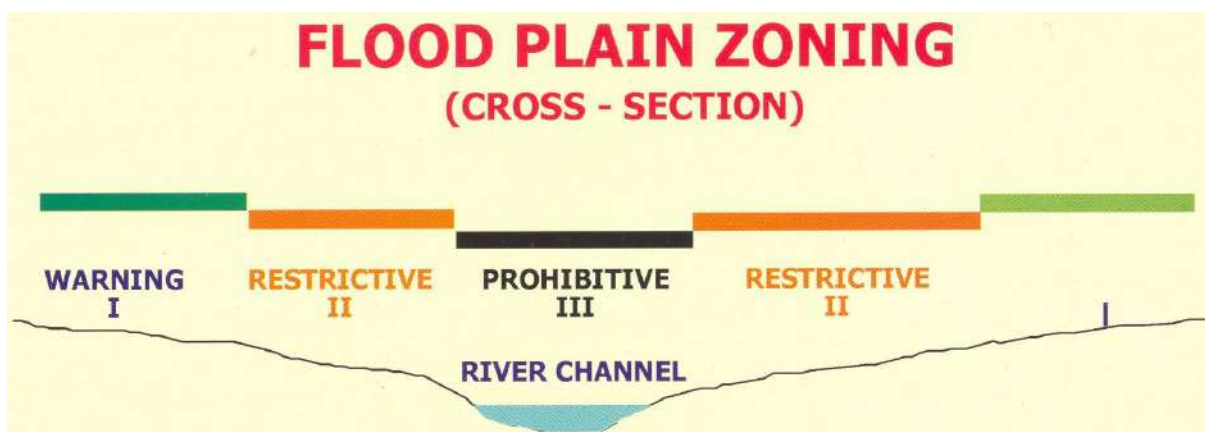 FLOOD PLAIN ZONING
(CROSS - SECTION)
WARNING
I
RESTRICTIVE
II
PROHIBITIVE
III
RESTRICTIVE
II
I
RIVER CHANNEL